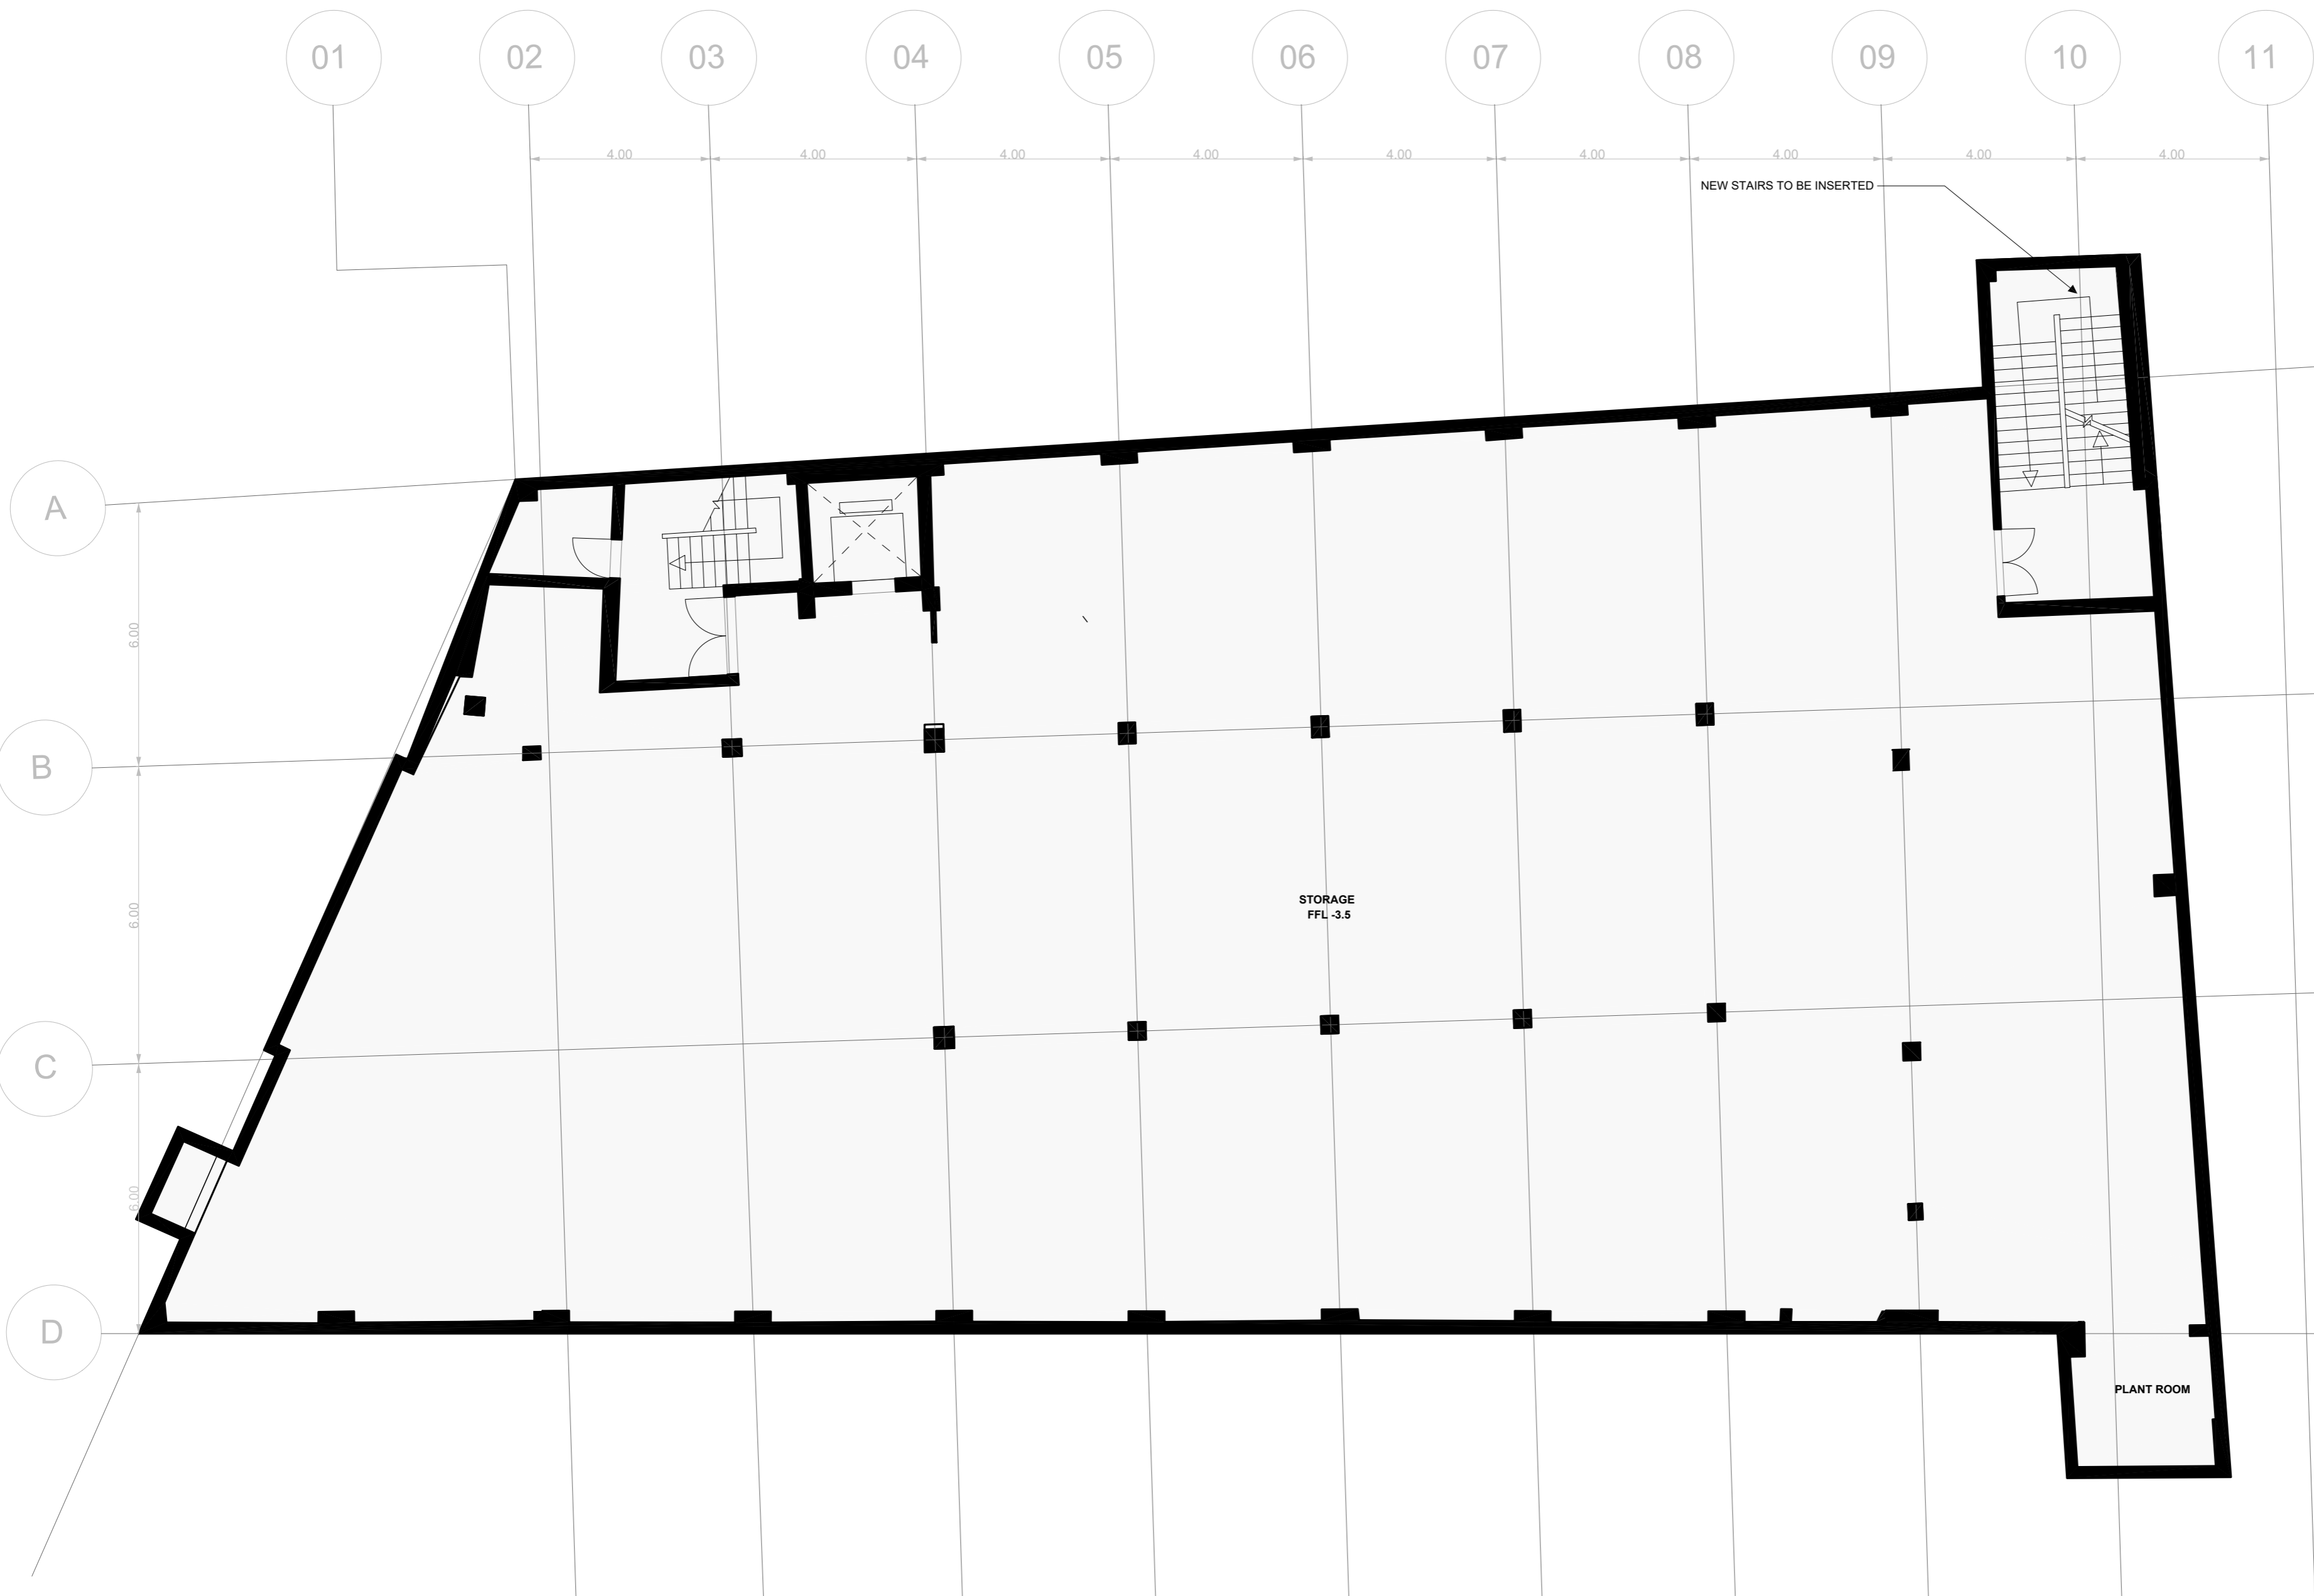 01 02 03 04 05 06 07 08 09 10 11
4.00 4.00 4.00 4.00 4.00 4.00 4.00 4.00 4.00
NEW STAIRS TO BE INSERTED
A
6.00
B
STORAGE
FFL -3.5
6.00
C
6.00
D
PLANT ROOM